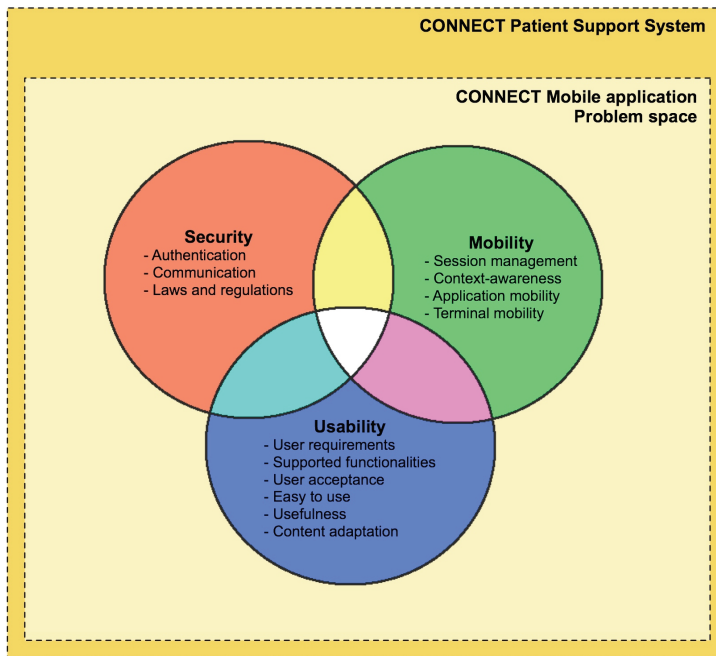 CONNECT Patient Support System
CONNECT Mobile application
Problem space
Security
- Authentication
- Communication
- Laws and regulations
Mobility
- Session management
- Context-awareness
- Application mobility
- Terminal mobility
Usability
- User requirements
- Supported functionalities
- User acceptance
- Easy to use
- Usefulness
- Content adaptation